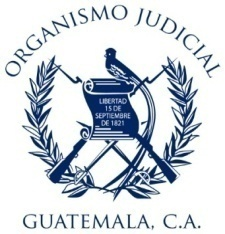 ORGANISMO JUDICIAL
LIBERTAD
15 DE
SEPTIEMBRE
DE 1821
GUATEMALA, C.A.